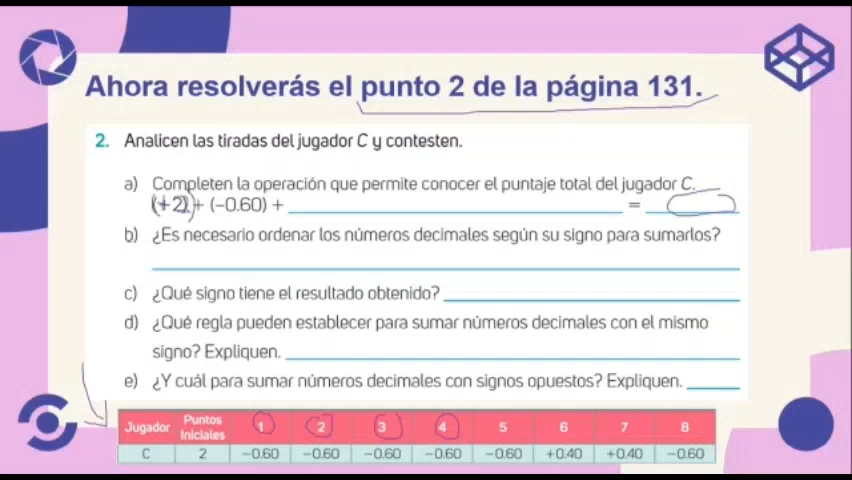 Ahora resolverás el punto 2 de la página 131.
2. Analicen las tiradas del jugador C y contesten.
a) Completen la operación que permite conocer el puntaje total del jugador C.
(+2) + (−0.60) + ______ = ______
b) ¿Es necesario ordenar los números decimales según su signo para sumarlos?
c) ¿Qué signo tiene el resultado obtenido? ______
d) ¿Qué regla pueden establecer para sumar números decimales con el mismo
signo? Expliquen. ______
e) ¿Y cuál para sumar números decimales con signos opuestos? Expliquen. ______
Jugador Puntos Iniciales 1 2 3 4 5 6 7 8
C 2 −0.60 −0.60 −0.60 −0.60 −0.60 +0.40 +0.40 −0.60